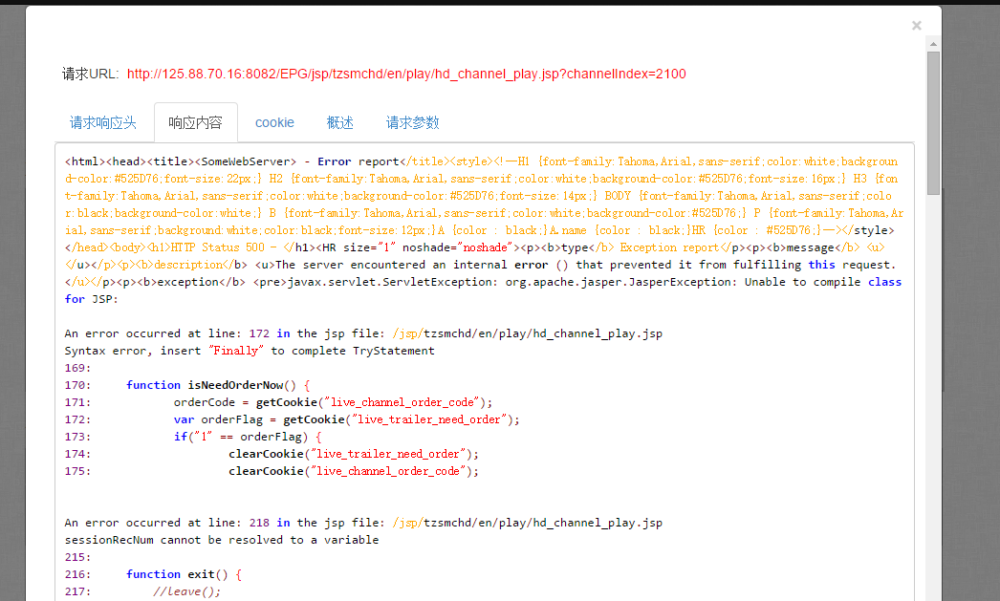 ×
请求URL: http://125.88.70.16:8082/EPG/jsp/tzsmchd/en/play/hd_channel_play.jsp?channelIndex=2100
请求响应头 响应内容 cookie 概述 请求参数
<html><head><title><SomeWebServer> - Error report</title><style><!--H1 {font-family:Tahoma,Arial,sans-serif;color:white;backgroun
d-color:#525D76;font-size:22px;} H2 {font-family:Tahoma,Arial,sans-serif;color:white;background-color:#525D76;font-size:16px;} H3 {fon
t-family:Tahoma,Arial,sans-serif;color:white;background-color:#525D76;font-size:14px;} BODY {font-family:Tahoma,Arial,sans-serif;colo
r:black;background-color:white;} B {font-family:Tahoma,Arial,sans-serif;color:white;background-color:#525D76;} P {font-family:Tahoma,Ar
ial,sans-serif;background:white;color:black;font-size:12px;}A {color : black;}A.name {color : black;}HR {color : #525D76;}--></style>
</head><body><h1>HTTP Status 500 - </h1><HR size="1" noshade="noshade"><p><b>type</b> Exception report</p><p><b>message</b> <u>
</u></p><p><b>description</b> <u>The server encountered an internal error () that prevented it from fulfilling this request.
</u></p><p><b>exception</b> <pre>javax.servlet.ServletException: org.apache.jasper.JasperException: Unable to compile class
for JSP:
An error occurred at line: 172 in the jsp file: /jsp/tzsmchd/en/play/hd_channel_play.jsp
Syntax error, insert "Finally" to complete TryStatement
169:
170: function isNeedOrderNow() {
171: orderCode = getCookie("live_channel_order_code");
172: var orderFlag = getCookie("live_trailer_need_order");
173: if("1" == orderFlag) {
174: clearCookie("live_trailer_need_order");
175: clearCookie("live_channel_order_code");
An error occurred at line: 218 in the jsp file: /jsp/tzsmchd/en/play/hd_channel_play.jsp
sessionRecNum cannot be resolved to a variable
215:
216: function exit() {
217: //leave();